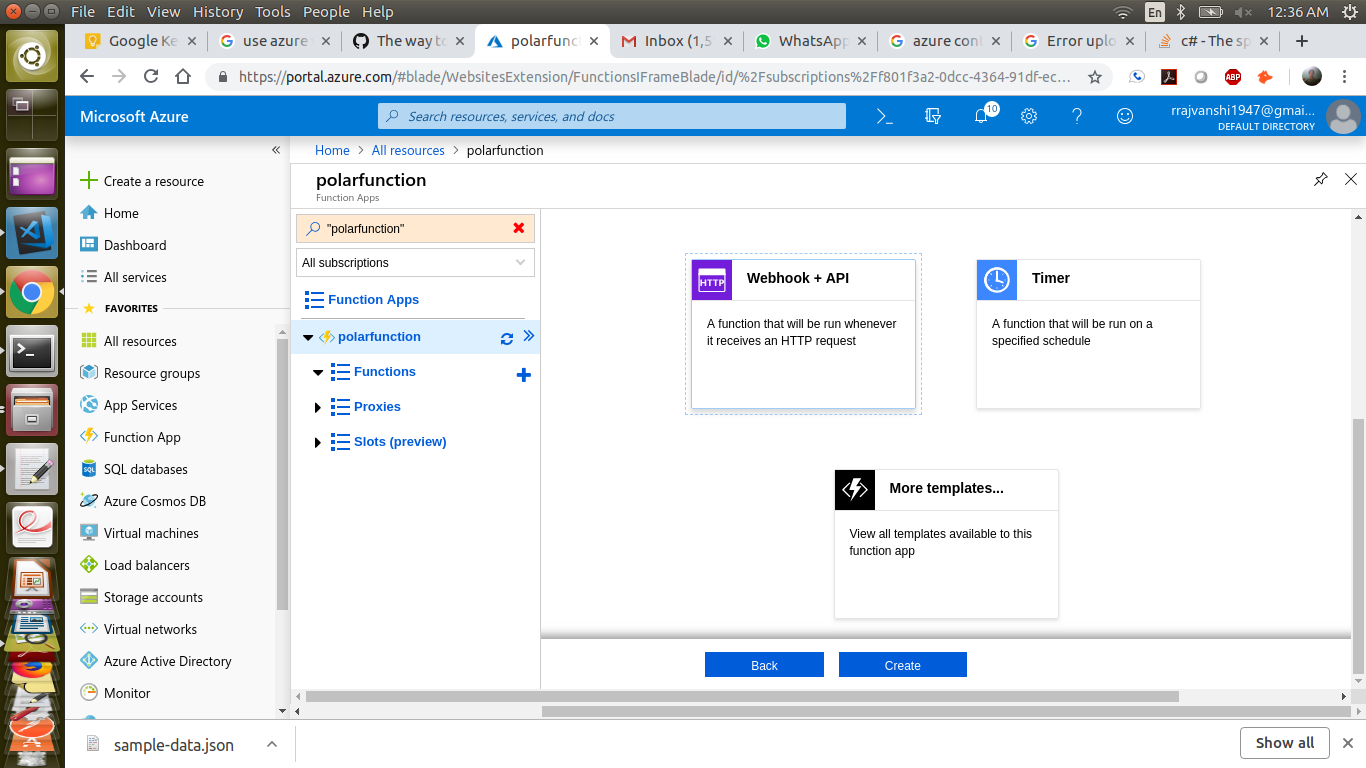 File Edit View History Tools People Help
En
12:36 AM
Google Ke
use azure
The way to
polarfunct
Inbox (1,5
WhatsApp
azure con
Error uplo
c# - The sp
https://portal.azure.com/#blade/WebsitesExtension/FunctionsIFrameBlade/id/%2Fsubscriptions%2Ff801f3a2-0dcc-4364-91df-ec...
ABP
Microsoft Azure
Search resources, services, and docs
10
rrajvanshi1947@gmai...
DEFAULT DIRECTORY
Home > All resources > polarfunction
polarfunction
Function Apps
Create a resource
Home
Dashboard
All services
FAVORITES
All resources
Resource groups
App Services
Function App
SQL databases
Azure Cosmos DB
Virtual machines
Load balancers
Storage accounts
Virtual networks
Azure Active Directory
Monitor
"polarfunction"
All subscriptions
Function Apps
polarfunction
Functions
Proxies
Slots (preview)
HTTP
Webhook + API
A function that will be run whenever
it receives an HTTP request
Timer
A function that will be run on a
specified schedule
More templates...
View all templates available to this
function app
Back
Create
sample-data.json
Show all